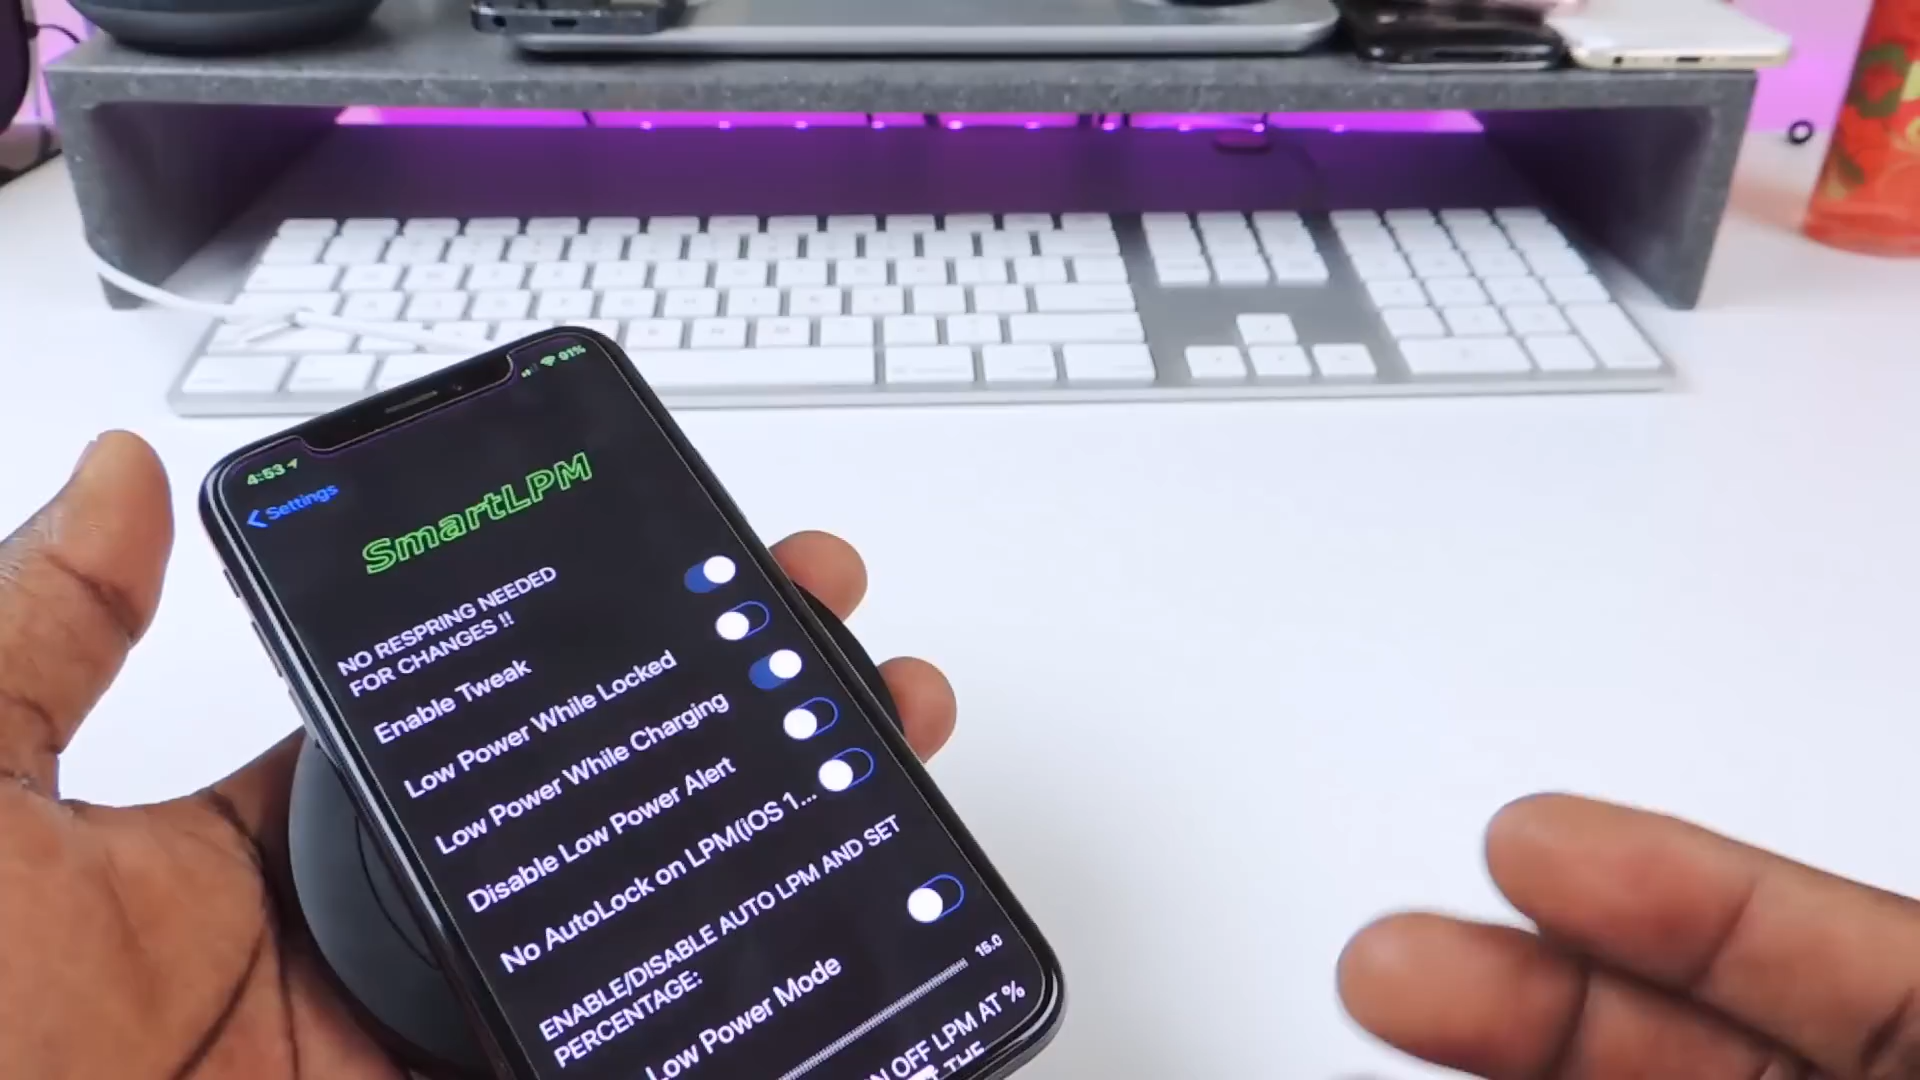 4:53
91%
Settings
SmartLPM
NO RESPRING NEEDED
FOR CHANGES !!
Enable Tweak
Low Power While Locked
Low Power While Charging
Disable Low Power Alert
No AutoLock on LPM(iOS 1...
ENABLE/DISABLE AUTO LPM AND SET
PERCENTAGE:
Low Power Mode
15.0
N OFF LPM AT %
THE